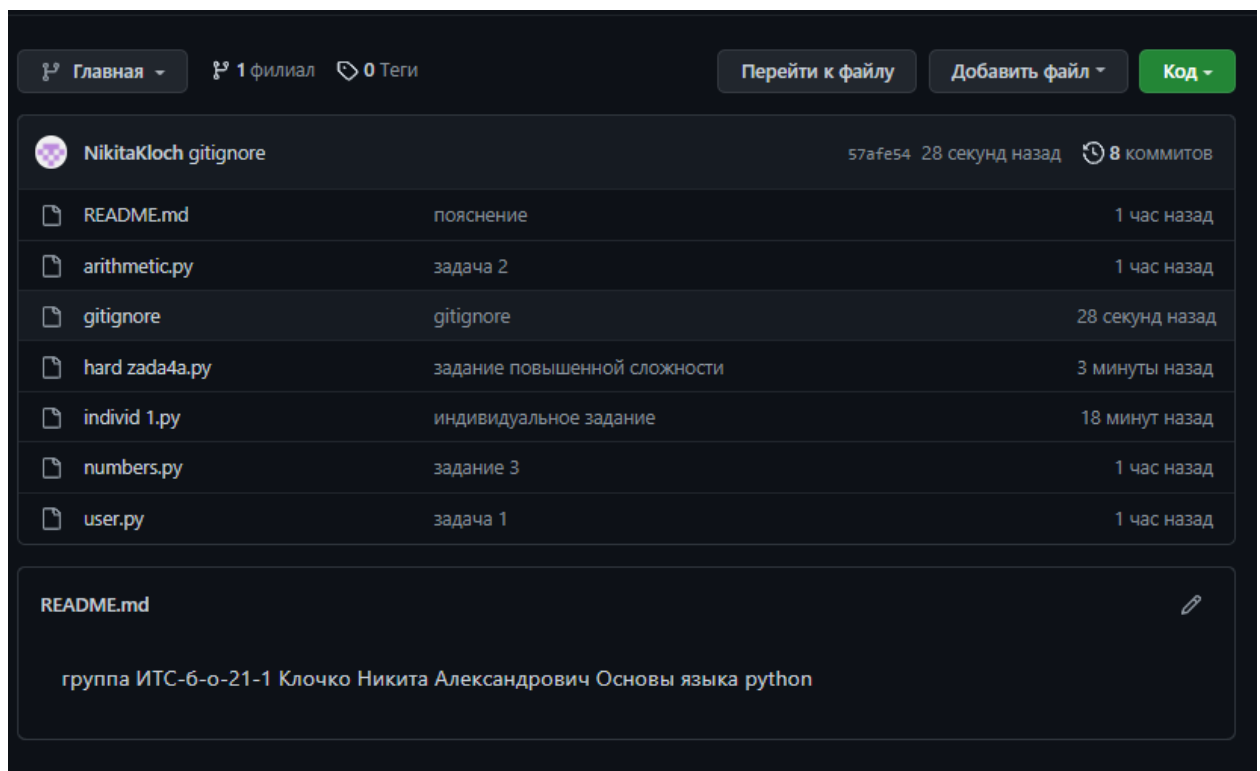 Главная 1 филиал 0 Теги Перейти к файлу Добавить файл Код
NikitaKloch gitignore 57afe54 28 секунд назад 8 коммитов
README.md пояснение 1 час назад
arithmetic.py задача 2 1 час назад
gitignore gitignore 28 секунд назад
hard zada4a.py задание повышенной сложности 3 минуты назад
individ 1.py индивидуальное задание 18 минут назад
numbers.py задание 3 1 час назад
user.py задача 1 1 час назад
README.md
группа ИТС-б-о-21-1 Клочко Никита Александрович Основы языка python